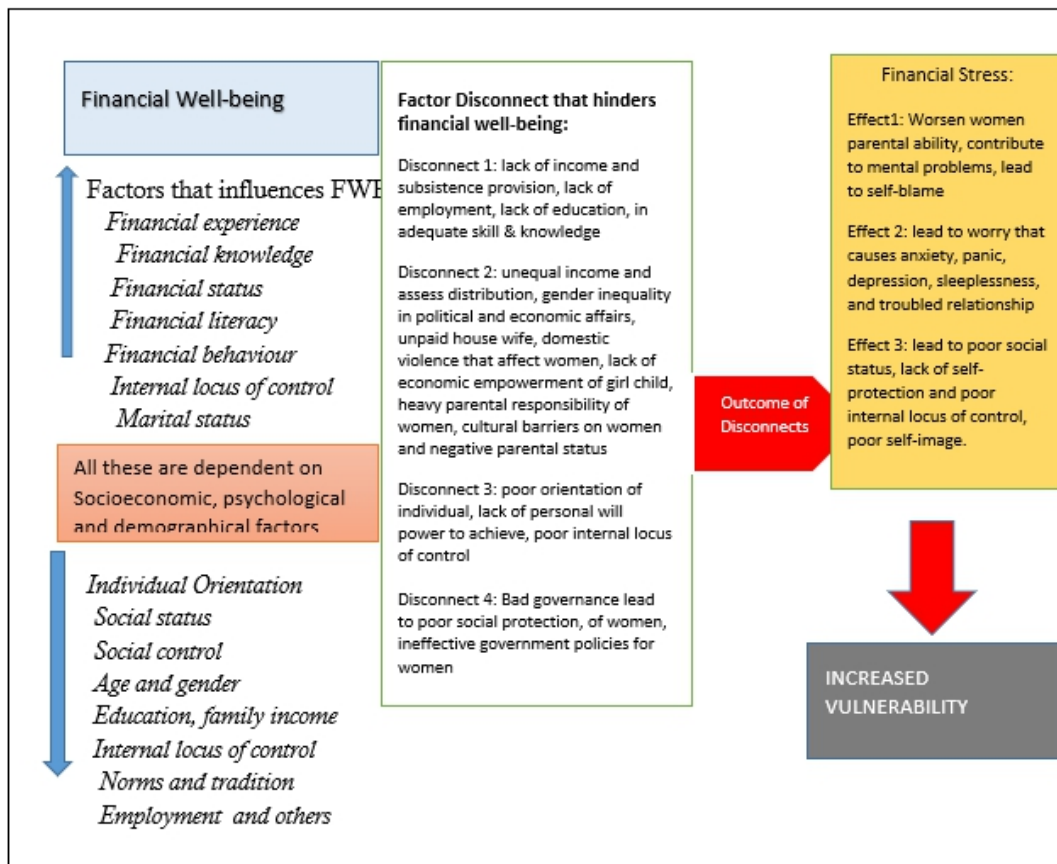 Financial Well-being
Factors that influences FWE
Financial experience
Financial knowledge
Financial status
Financial literacy
Financial behaviour
Internal locus of control
Marital status
All these are dependent on
Socioeconomic, psychological
and demographical factors
Individual Orientation
Social status
Social control
Age and gender
Education, family income
Internal locus of control
Norms and tradition
Employment and others
Factor Disconnect that hinders
financial well-being:
Disconnect 1: lack of income and
subsistence provision, lack of
employment, lack of education, in
adequate skill & knowledge
Disconnect 2: unequal income and
assess distribution, gender inequality
in political and economic affairs,
unpaid house wife, domestic
violence that affect women, lack of
economic empowerment of girl child,
heavy parental responsibility of
women, cultural barriers on women
and negative parental status
Disconnect 3: poor orientation of
individual, lack of personal will
power to achieve, poor internal locus
of control
Disconnect 4: Bad governance lead
to poor social protection, of women,
ineffective government policies for
women
Outcome of
Disconnects
Financial Stress:
Effect1: Worsen women
parental ability, contribute
to mental problems, lead
to self-blame
Effect 2: lead to worry that
causes anxiety, panic,
depression, sleeplessness,
and troubled relationship
Effect 3: lead to poor social
status, lack of self-
protection and poor
internal locus of control,
poor self-image.
INCREASED
VULNERABILITY